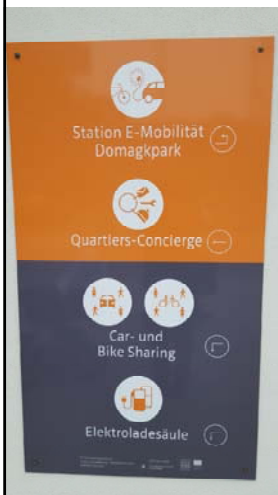 Station E-Mobilität
Domagkpark
Quartiers-Concierge
Car- und
Bike Sharing
Elektroladesäule